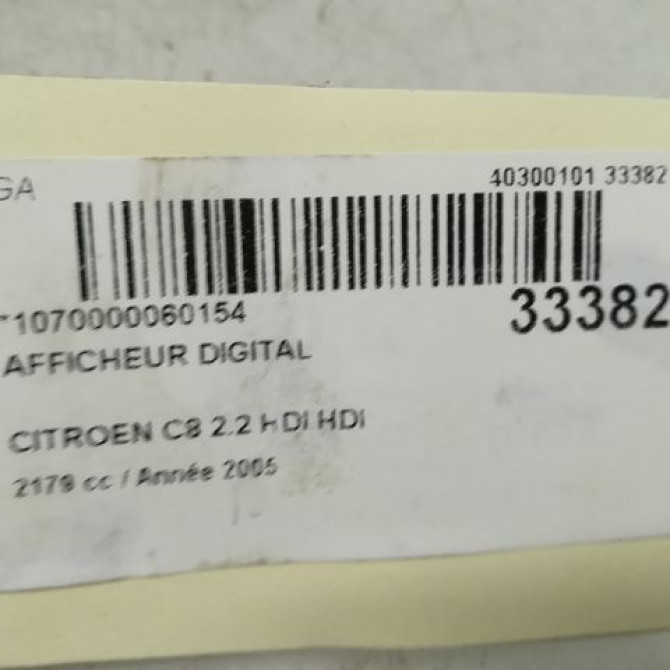 GA
40300101 33382
*1070000060154
33382
AFFICHEUR DIGITAL
CITROEN C8 2.2 HDI HDI
2179 cc / Année 2005